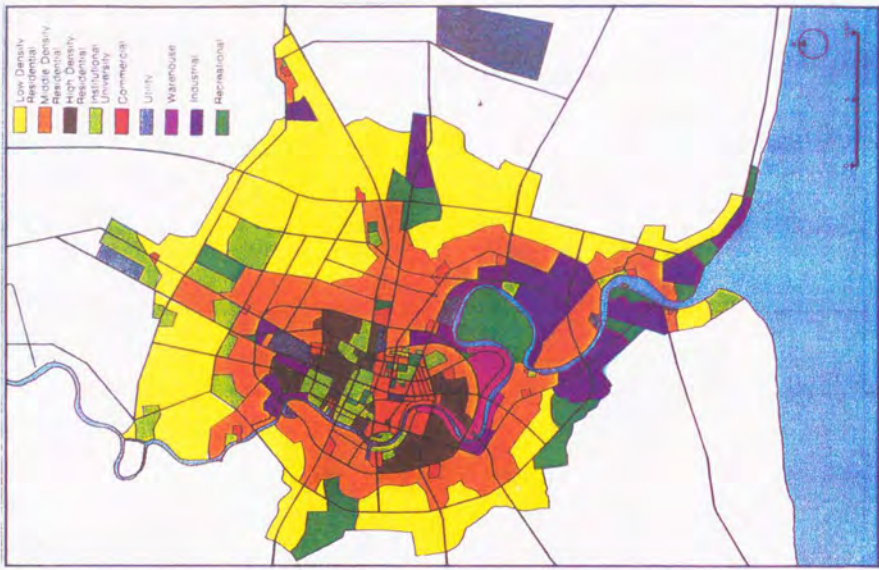 Low Density
Residential
Middle Density
Residential
High Density
Residential
Institutional
University
Commercial
Utility
Warehouse
Industrial
Recreational